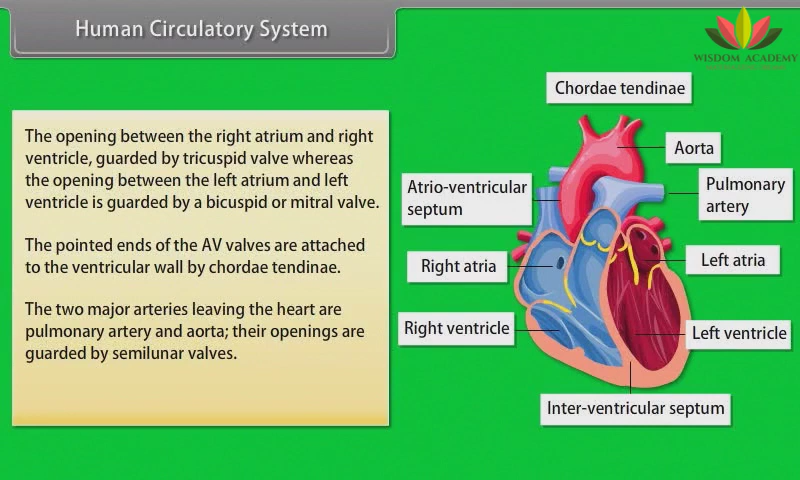 Human Circulatory System
WISDOM ACADEMY
The opening between the right atrium and right
ventricle, guarded by tricuspid valve whereas
the opening between the left atrium and left
ventricle is guarded by a bicuspid or mitral valve.
The pointed ends of the AV valves are attached
to the ventricular wall by chordae tendinae.
The two major arteries leaving the heart are
pulmonary artery and aorta; their openings are
guarded by semilunar valves.
Chordae tendinae
Aorta
Atrio-ventricular
septum
Pulmonary
artery
Right atria
Left atria
Right ventricle
Left ventricle
Inter-ventricular septum